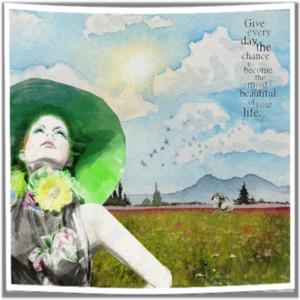 Give
every
day the
chance
to
become
the
most
beautiful
of your
life.